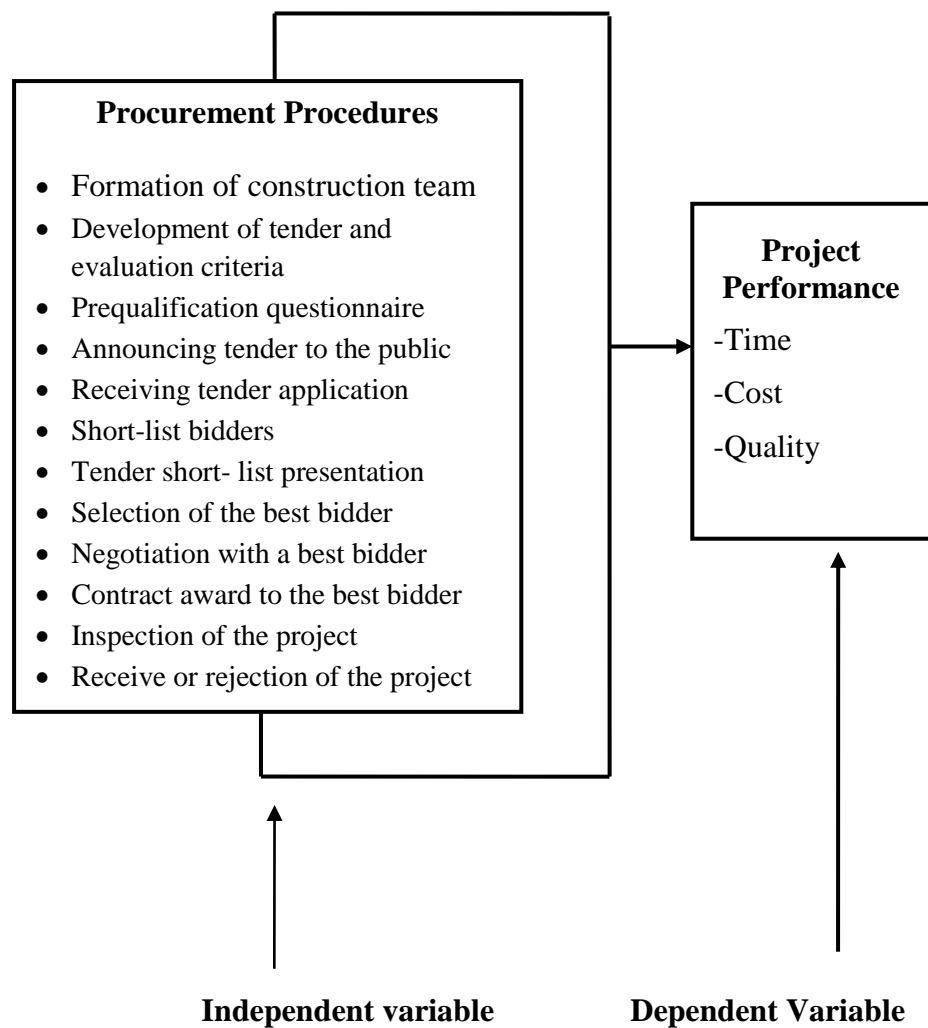 Procurement Procedures
• Formation of construction team
• Development of tender and
evaluation criteria
• Prequalification questionnaire
• Announcing tender to the public
• Receiving tender application
• Short-list bidders
• Tender short- list presentation
• Selection of the best bidder
• Negotiation with a best bidder
• Contract award to the best bidder
• Inspection of the project
• Receive or rejection of the project
Project
Performance
-Time
-Cost
-Quality
Independent variable
Dependent Variable